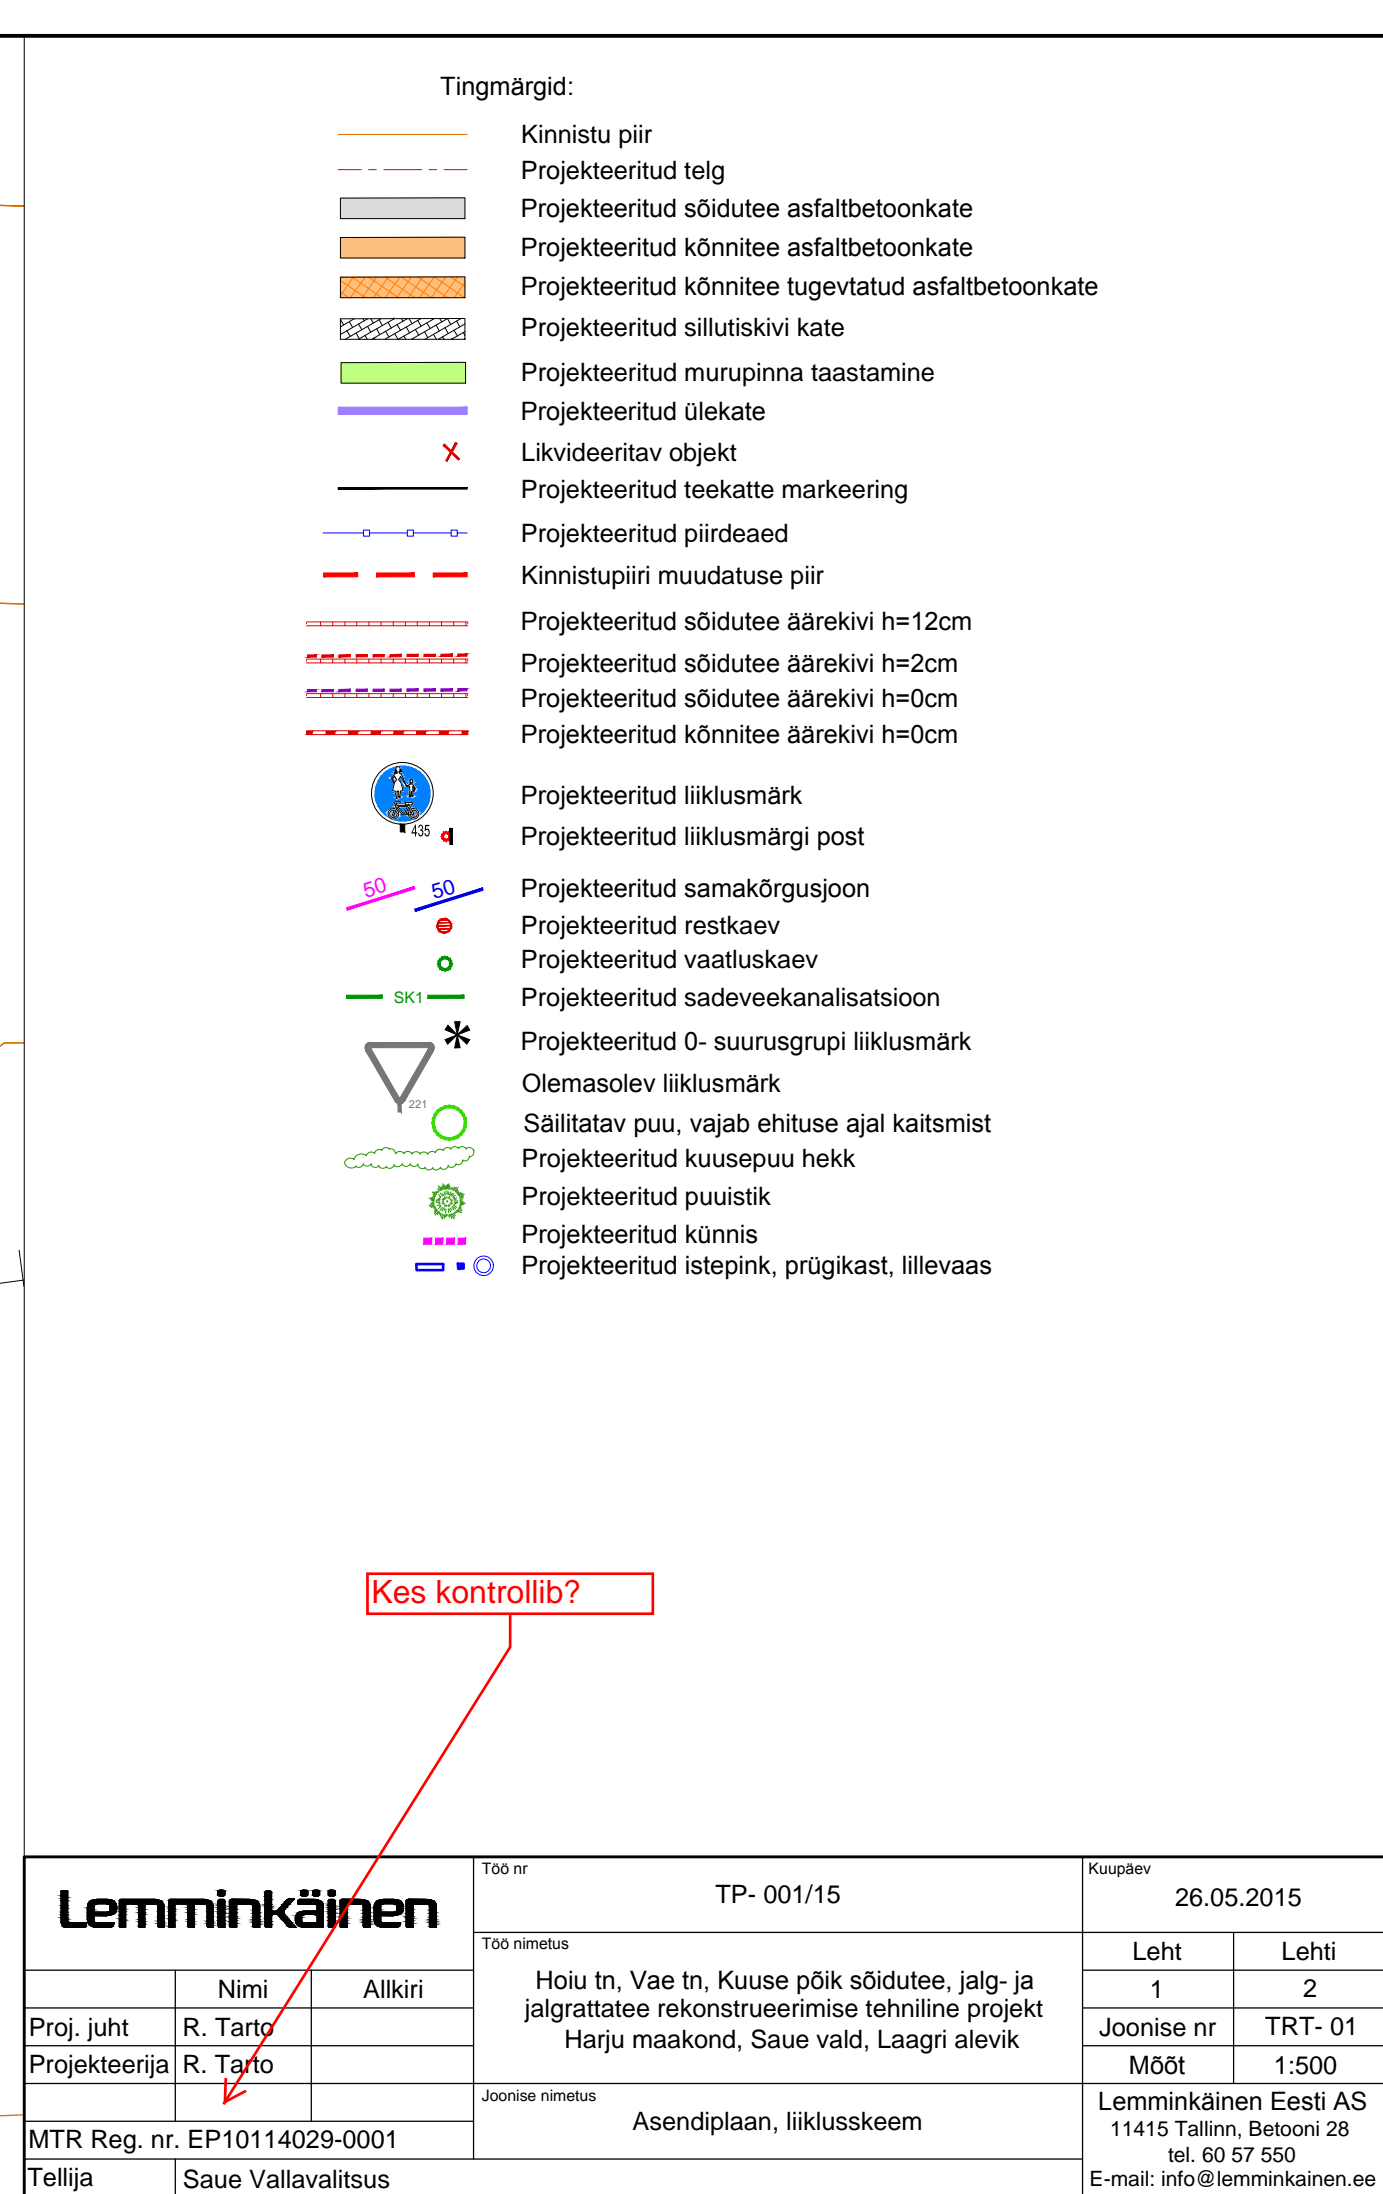 Tingmärgid:
Kinnistu piir
Projekteeritud telg
Projekteeritud sõidutee asfaltbetoonkate
Projekteeritud kõnnitee asfaltbetoonkate
Projekteeritud kõnnitee tugevtatud asfaltbetoonkate
Projekteeritud sillutiskivi kate
Projekteeritud murupinna taastamine
Projekteeritud ülekate
Likvideeritav objekt
Projekteeritud teekatte markeering
Projekteeritud piirdeaed
Kinnistupiiri muudatuse piir
Projekteeritud sõidutee äärekivi h=12cm
Projekteeritud sõidutee äärekivi h=2cm
Projekteeritud sõidutee äärekivi h=0cm
Projekteeritud kõnnitee äärekivi h=0cm
Projekteeritud liiklusmärk
435
Projekteeritud liiklusmärgi post
50 50 Projekteeritud samakõrgusjoon
Projekteeritud restkaev
Projekteeritud vaatluskaev
SK1 Projekteeritud sadeveekanalisatsioon
* Projekteeritud 0- suurusgrupi liiklusmärk
Olemasolev liiklusmärk
221
Säilitatav puu, vajab ehituse ajal kaitsmist
Projekteeritud kuusepuu hekk
Projekteeritud puuistik
Projekteeritud künnis
Projekteeritud istepink, prügikast, lillevaas
Kes kontrollib?
Lemminkäinen
Nimi Allkiri
Proj. juht R. Tarto
Projekteerija R. Tarto
MTR Reg. nr. EP10114029-0001
Tellija Saue Vallavalitsus
Töö nr
TP- 001/15
Töö nimetus
Hoiu tn, Vae tn, Kuuse põik sõidutee, jalg- ja
jalgrattatee rekonstrueerimise tehniline projekt
Harju maakond, Saue vald, Laagri alevik
Joonise nimetus
Asendiplaan, liiklusskeem
Kuupäev
26.05.2015
Leht Lehti
1 2
Joonise nr TRT- 01
Mõõt 1:500
Lemminkäinen Eesti AS
11415 Tallinn, Betooni 28
tel. 60 57 550
E-mail: info@lemminkainen.ee